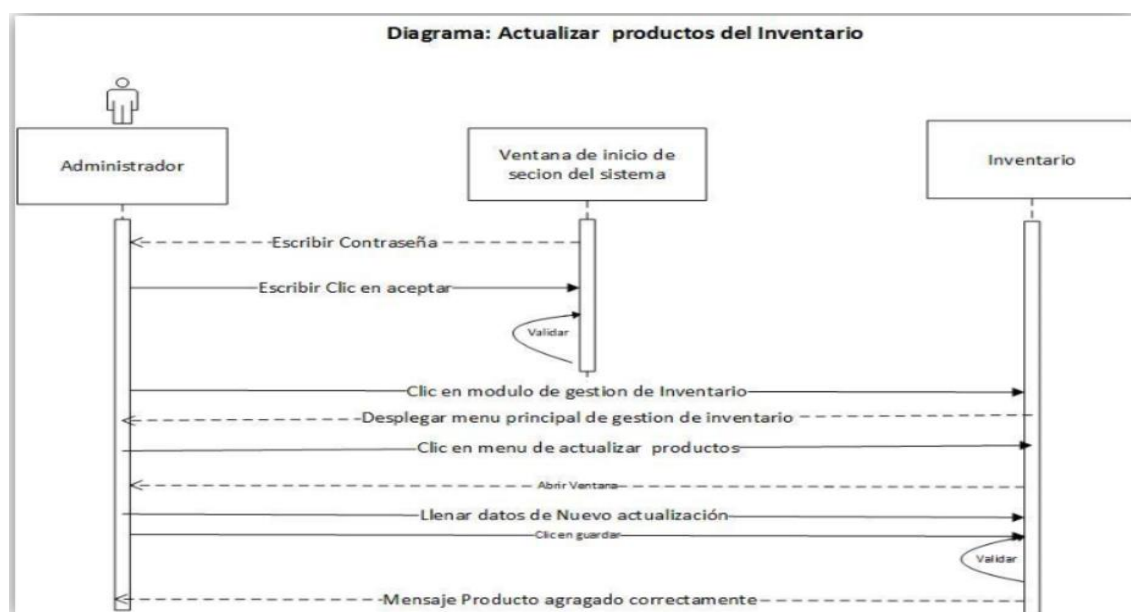 Diagrama: Actualizar productos del Inventario
Administrador
Ventana de inicio de
secion del sistema
Inventario
Escribir Contraseña
Escribir Clic en aceptar
Validar
Clic en modulo de gestion de Inventario
Desplegar menu principal de gestion de inventario
Clic en menu de actualizar productos
Abrir Ventana
Llenar datos de Nuevo actualización
Clic en guardar
Validar
Mensaje Producto agragado correctamente